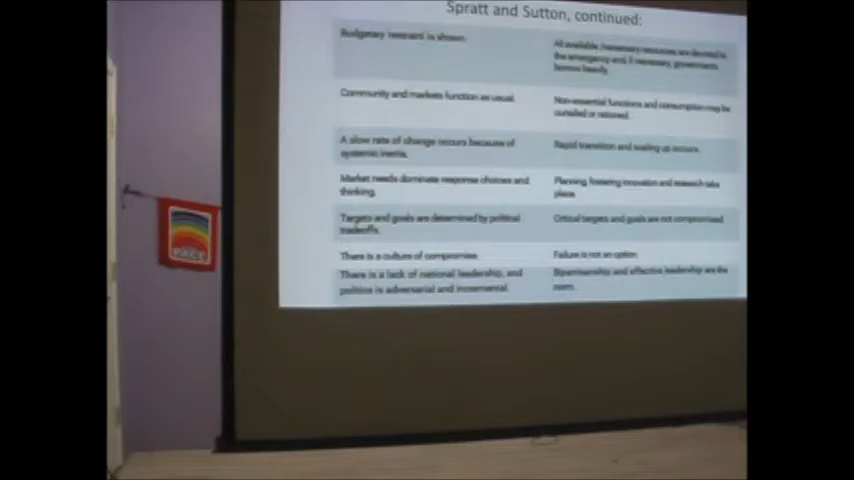 Spratt and Sutton, continued:
Budgetary 'restraint' is shown.
All available/necessary resources are devoted to
the emergency and, if necessary, governments
borrow heavily.
Community and markets function as usual.
Non-essential functions and consumption may be
curtailed or rationed.
A slow rate of change occurs because of
systemic inertia.
Rapid transition and scaling up occurs.
Market needs dominate response choices and
thinking.
Planning, fostering innovation and research take
place.
Targets and goals are determined by political
tradeoffs.
Critical targets and goals are not compromised.
There is a culture of compromise.
Failure is not an option.
There is a lack of national leadership, and
politics is adversarial and incremental.
Bipartisanship and effective leadership are the
norm.